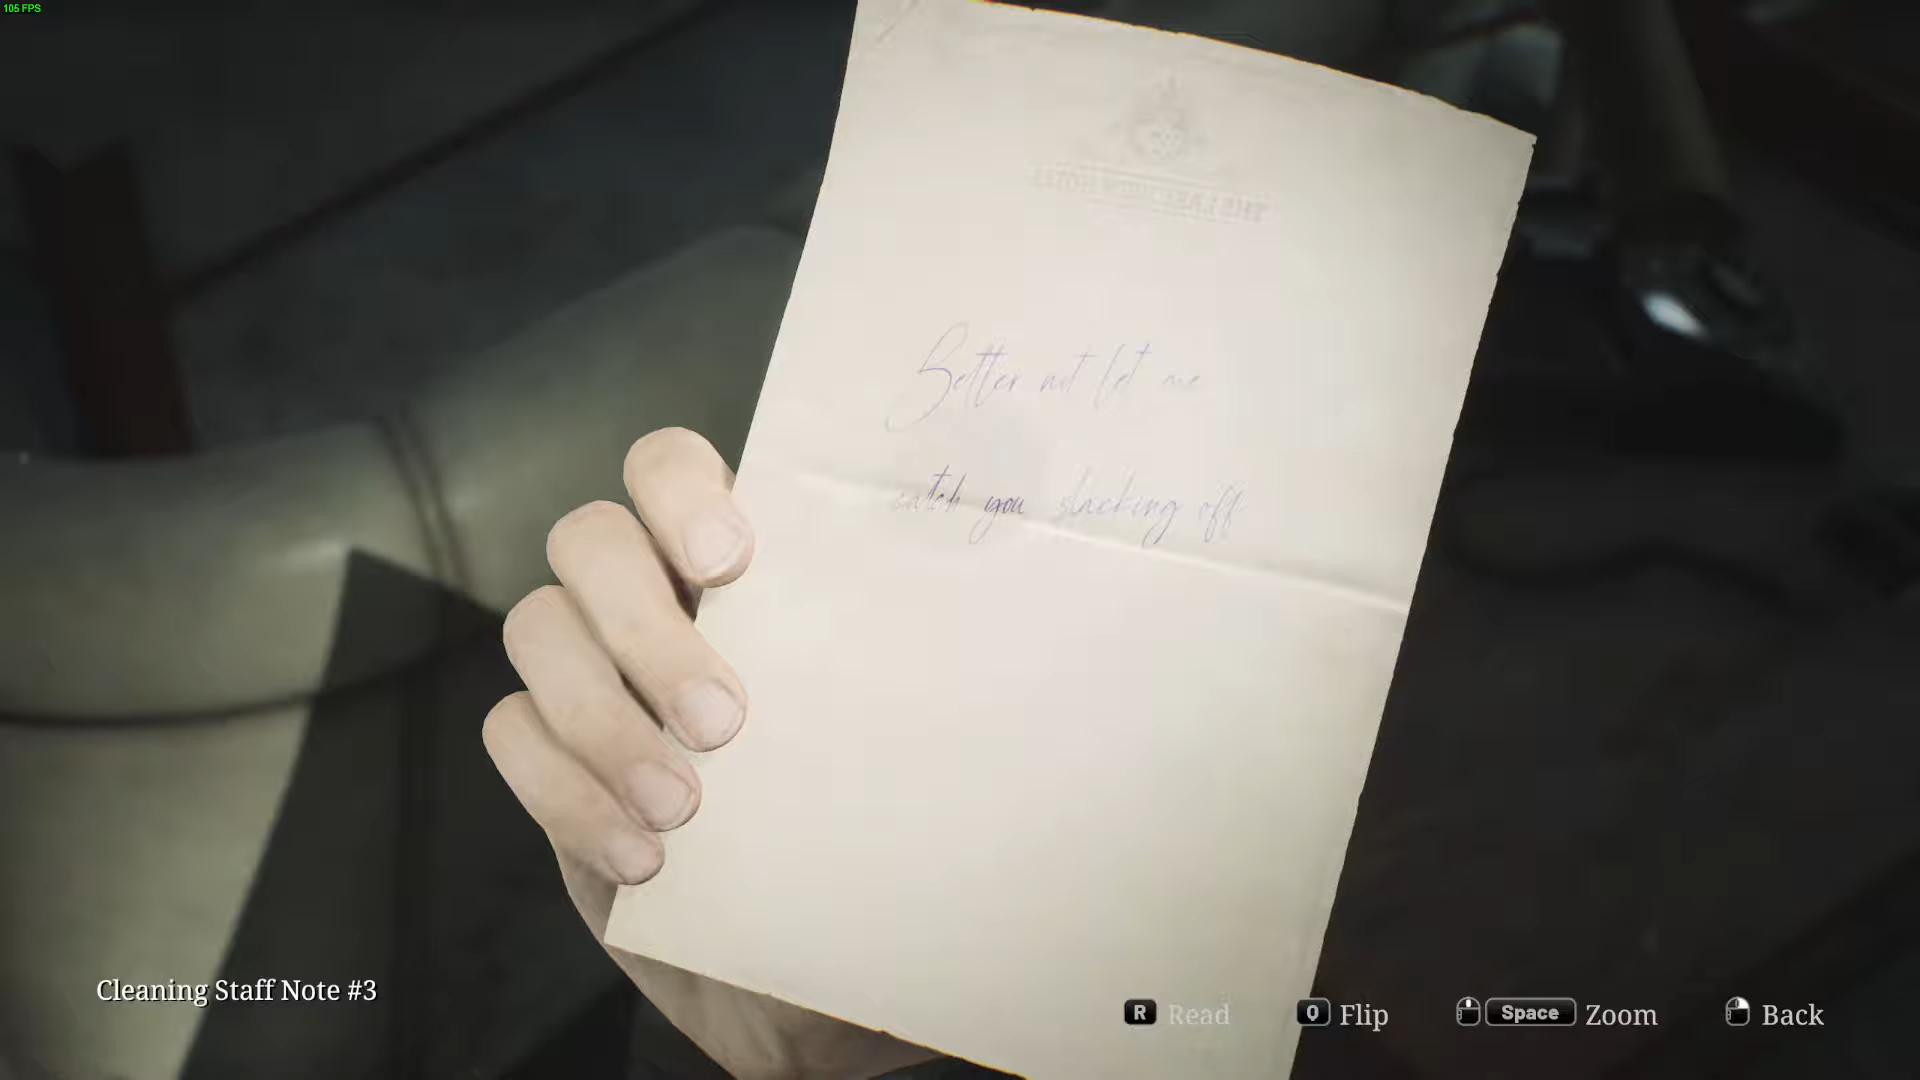 105 FPS
Better not let me
catch you slacking off
Cleaning Staff Note #3
R Read Q Flip Space Zoom Back